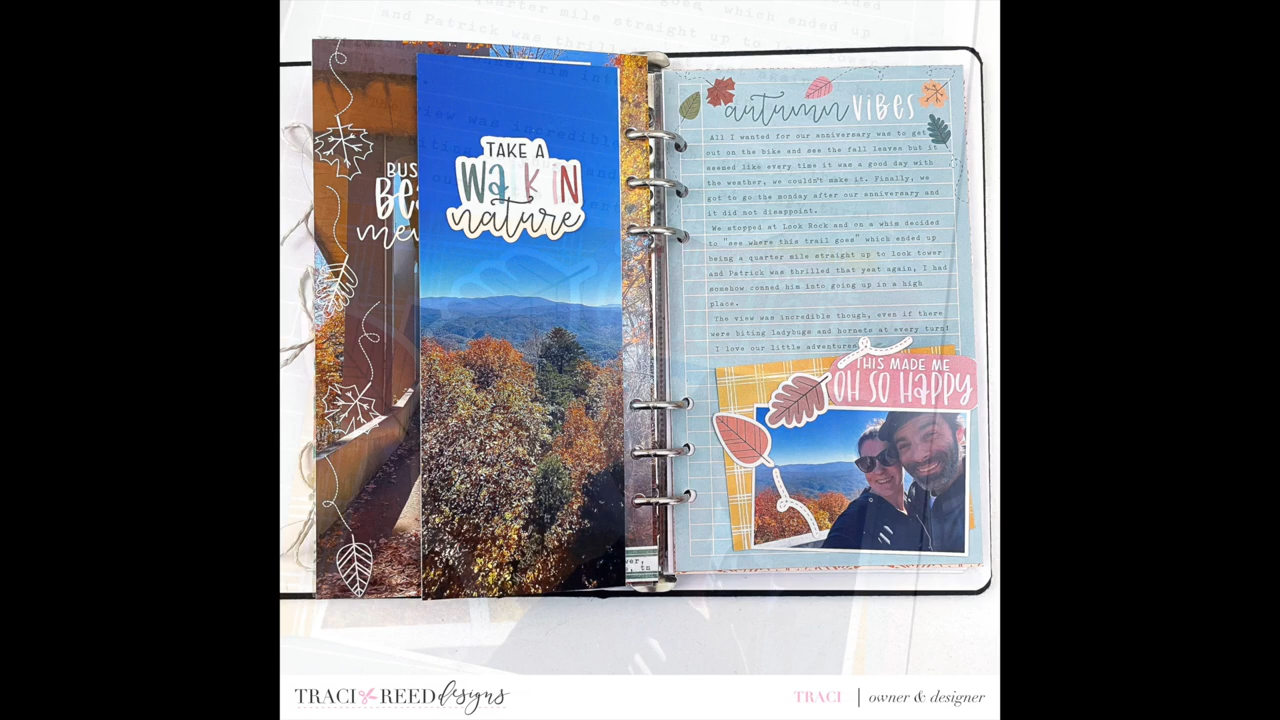 BUS
BE
me
TAKE A
WALK IN
nature
autumn VIBES
All I wanted for our anniversary was to get
out on the bike and see the fall leaves but it
seemed like every time it was a good day with
the weather, we couldn't make it. Finally, we
got to go the monday after our anniversary and
it did not disappoint.
We stopped at Look Rock and on a whim decided
to "see where this trail goes" which ended up
being a quarter mile straight up to look tower
and Patrick was thrilled that yeat again, I had
somehow conned him into going up in a high
place.
The view was incredible though, even if there
were biting ladybugs and hornets at every turn!
I love our little adventures
THIS MADE ME
OH SO HAPPY
wer,
, tn
TRACI REED designs
TRACI | owner & designer